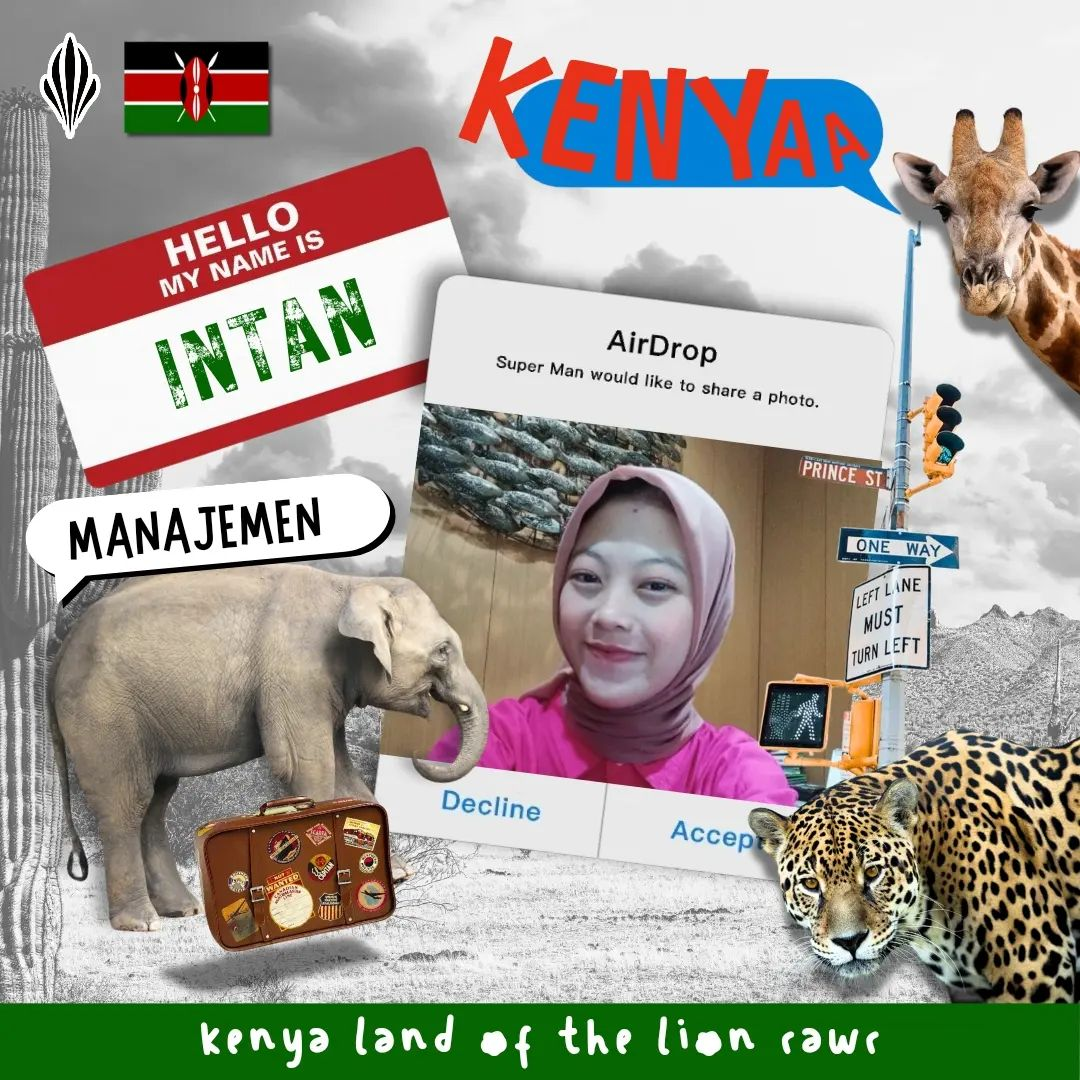 KENYAA
HELLO
MY NAME IS
INTAN
AirDrop
Super Man would like to share a photo.
PRINCE ST
MANAJEMEN
ONE WAY
LEFT LANE
MUST
TURN LEFT
Decline
Accept
WANTED
kenya land of the lion rawr